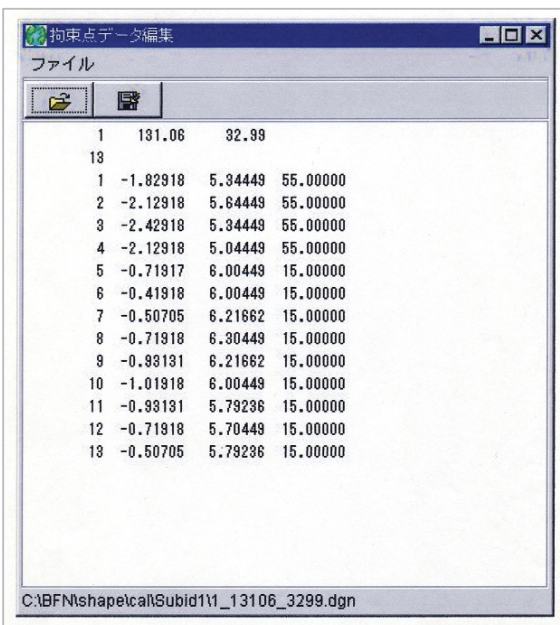 拘束点データ編集
ファイル
1 131.06 32.99
13
1 -1.82918 5.34449 55.00000
2 -2.12918 5.64449 55.00000
3 -2.42918 5.34449 55.00000
4 -2.12918 5.04449 55.00000
5 -0.71917 6.00449 15.00000
6 -0.41918 6.00449 15.00000
7 -0.50705 6.21662 15.00000
8 -0.71918 6.30449 15.00000
9 -0.93131 6.21662 15.00000
10 -1.01918 6.00449 15.00000
11 -0.93131 5.79236 15.00000
12 -0.71918 5.70449 15.00000
13 -0.50705 5.79236 15.00000
C:\BFN\shape\cal\Subid1\1_13106_3299.dgn